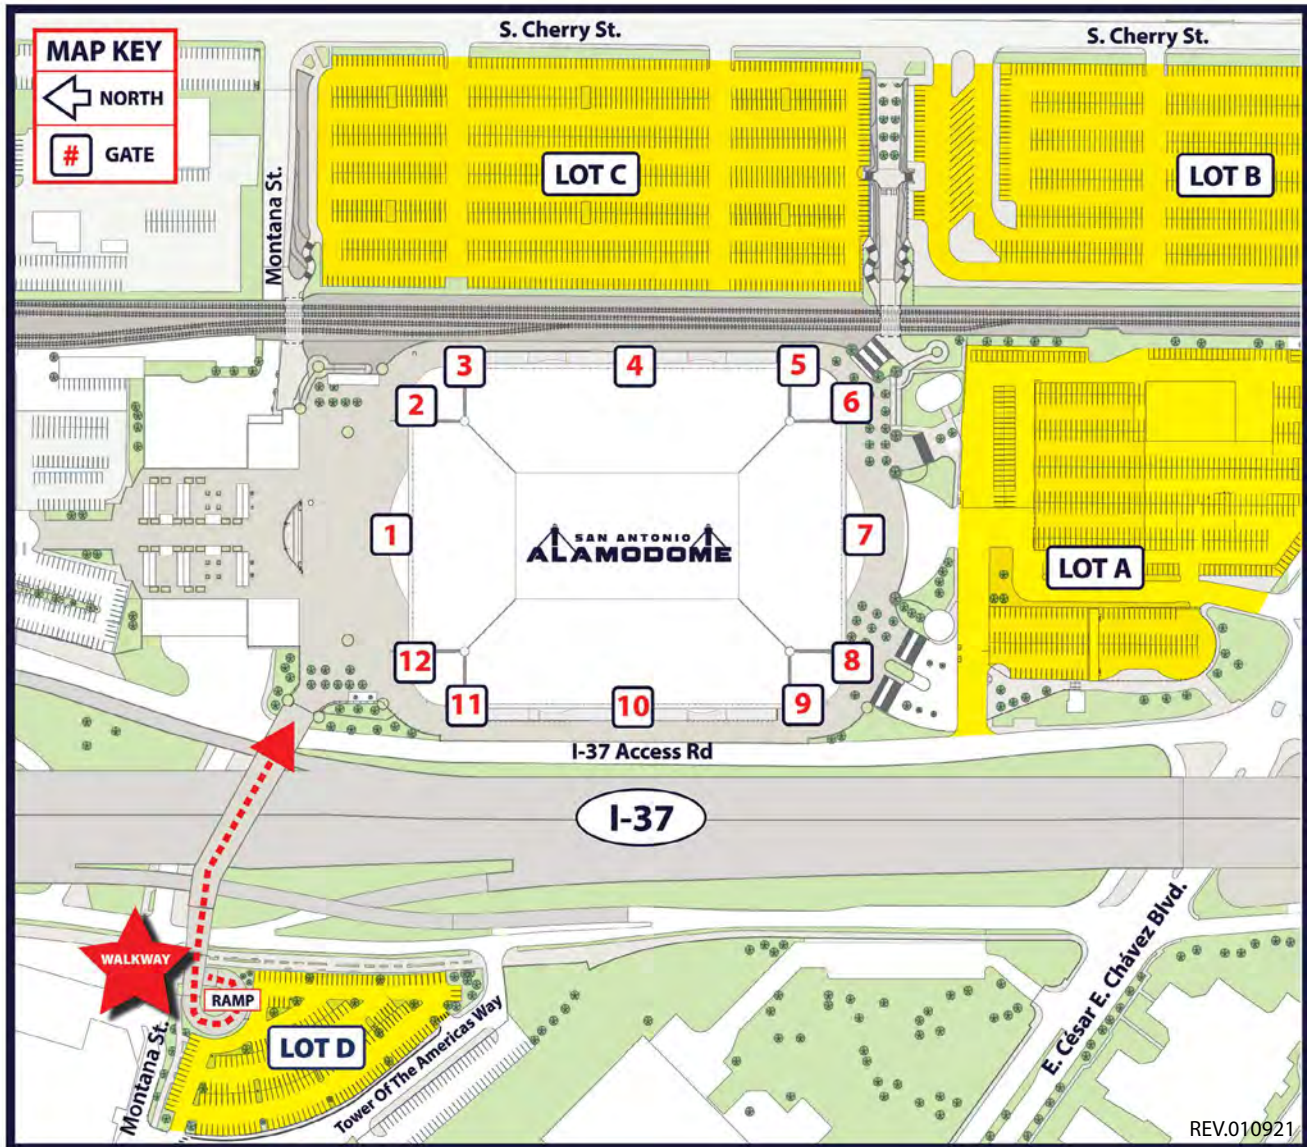 S. Cherry St.
S. Cherry St.
MAP KEY
NORTH
# GATE
Montana St.
LOT C
LOT B
3
4
5
2
6
1
7
SAN ANTONIO
ALAMODOME
LOT A
12
8
11
10
9
I-37 Access Rd
I-37
WALKWAY
RAMP
LOT D
Montana St.
Tower Of The Americas Way
E. César E. Chávez Blvd.
REV.010921